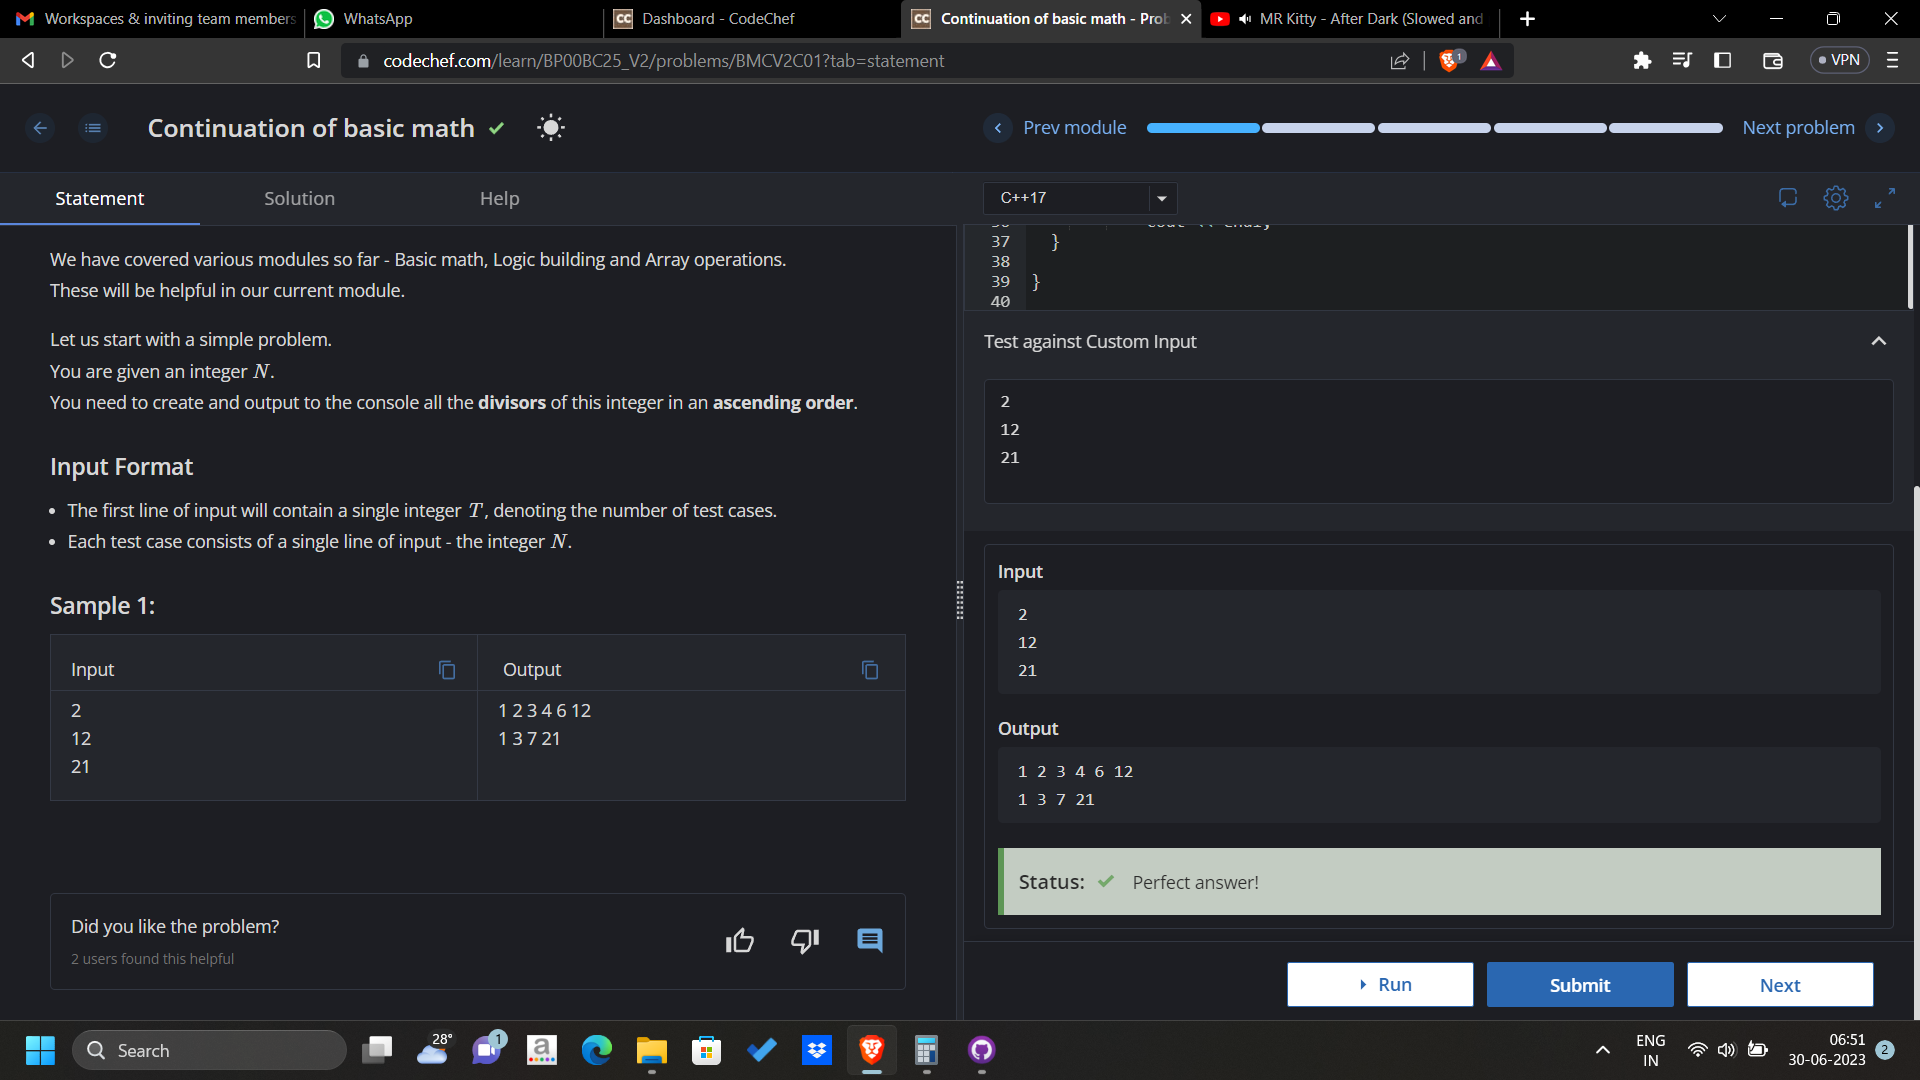 Workspaces & inviting team members
WhatsApp
CC Dashboard - CodeChef
CC Continuation of basic math - Prob
MR Kitty - After Dark (Slowed and
codechef.com/learn/BP00BC25_V2/problems/BMCV2C01?tab=statement
1
VPN
Continuation of basic math
Prev module
Next problem
Statement
Solution
Help
We have covered various modules so far - Basic math, Logic building and Array operations.
These will be helpful in our current module.
Let us start with a simple problem.
You are given an integer N.
You need to create and output to the console all the divisors of this integer in an ascending order.
Input Format
• The first line of input will contain a single integer T, denoting the number of test cases.
• Each test case consists of a single line of input - the integer N.
Sample 1:
Input
Output
2
12
21
1 2 3 4 6 12
1 3 7 21
Did you like the problem?
2 users found this helpful
C++17
37 }
38
39 }
40
Test against Custom Input
2
12
21
Input
2
12
21
Output
1 2 3 4 6 12
1 3 7 21
Status: Perfect answer!
Run
Submit
Next
Search
28°
1
a
ENG
IN
06:51
30-06-2023
2